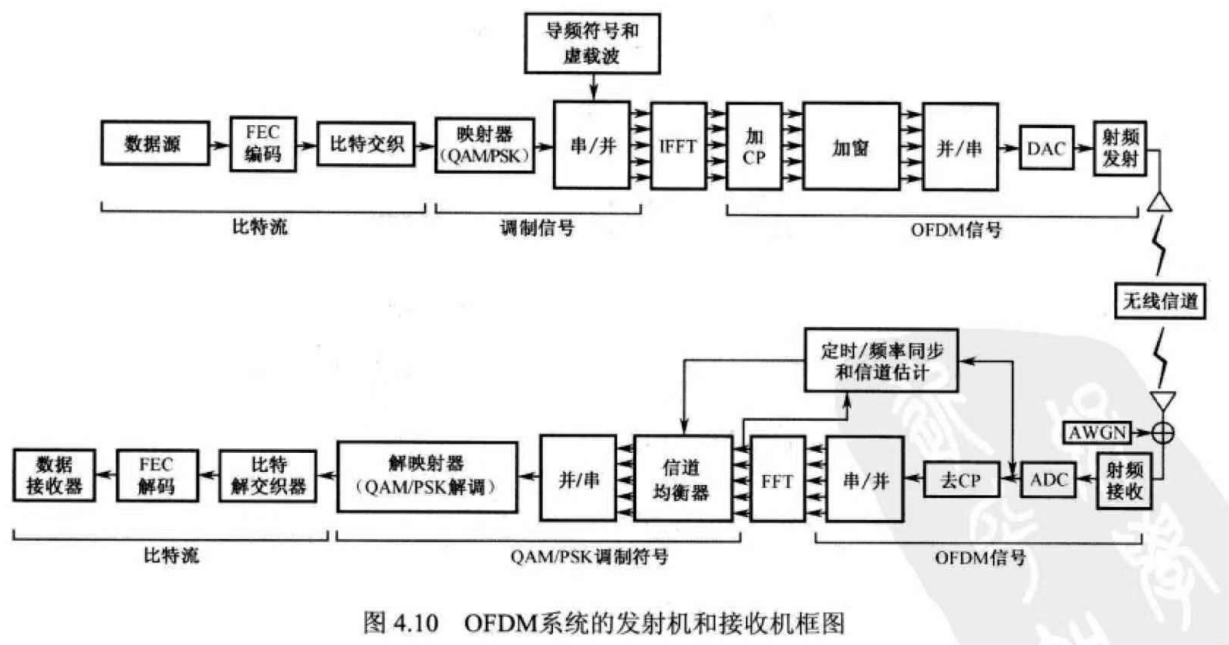 导频符号和
虚载波
数据源
FEC
编码
比特交织
映射器
(QAM/PSK)
串/并
IFFT
加
CP
加窗
并/串
DAC
射频
发射
比特流
调制信号
OFDM信号
无线信道
定时/频率同步
和信道估计
AWGN
数据
接收器
FEC
解码
比特
解交织器
解映射器
(QAM/PSK解调)
并/串
信道
均衡器
FFT
串/并
去CP
ADC
射频
接收
比特流
QAM/PSK调制符号
OFDM信号
图 4.10 OFDM系统的发射机和接收机框图